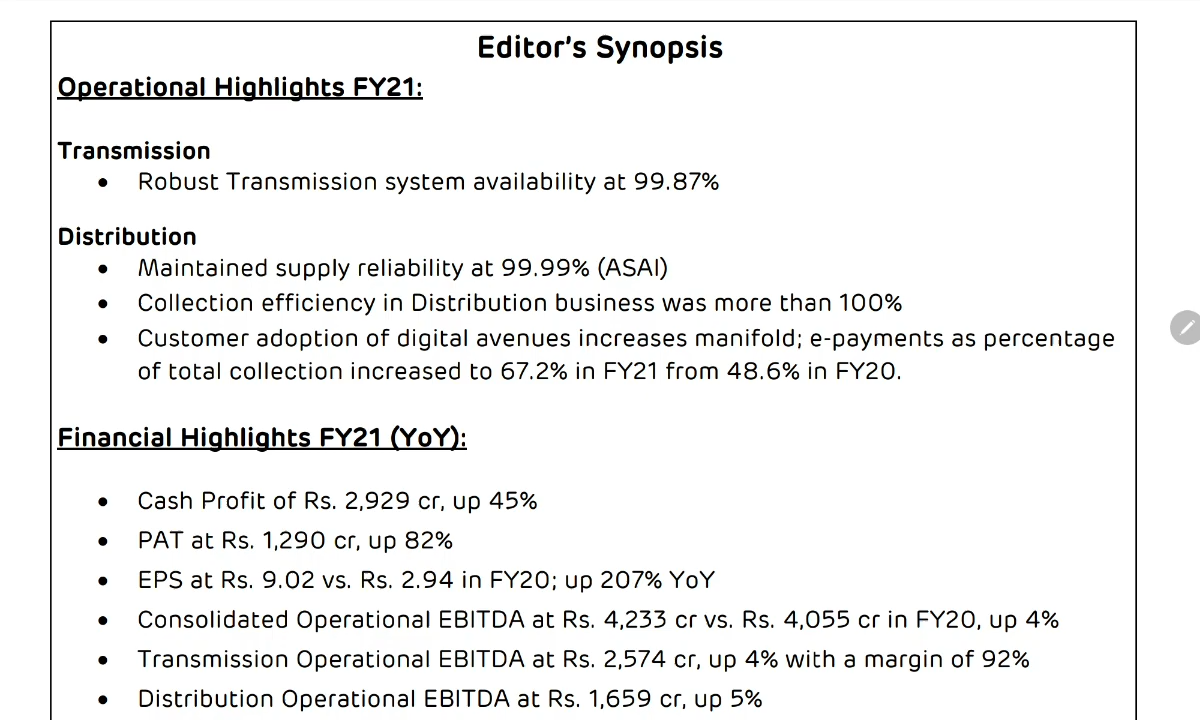 Editor's Synopsis
Operational Highlights FY21:
Transmission
• Robust Transmission system availability at 99.87%
Distribution
• Maintained supply reliability at 99.99% (ASAI)
• Collection efficiency in Distribution business was more than 100%
• Customer adoption of digital avenues increases manifold; e-payments as percentage
of total collection increased to 67.2% in FY21 from 48.6% in FY20.
Financial Highlights FY21 (YoY):
• Cash Profit of Rs. 2,929 cr, up 45%
• PAT at Rs. 1,290 cr, up 82%
• EPS at Rs. 9.02 vs. Rs. 2.94 in FY20; up 207% YoY
• Consolidated Operational EBITDA at Rs. 4,233 cr vs. Rs. 4,055 cr in FY20, up 4%
• Transmission Operational EBITDA at Rs. 2,574 cr, up 4% with a margin of 92%
• Distribution Operational EBITDA at Rs. 1,659 cr, up 5%